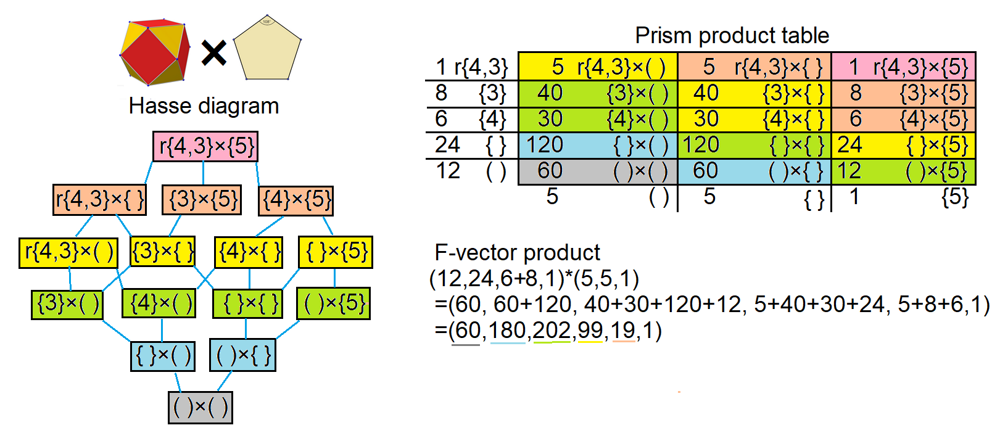 108°
×
Hasse diagram
r{4,3}×{5}
r{4,3}×{ } {3}×{5} {4}×{5}
r{4,3}×( ) {3}×{ } {4}×{ } { }×{5}
{3}×( ) {4}×( ) { }×{ } ( )×{5}
{ }×( ) ( )×{ }
( )×( )
Prism product table
1 r{4,3} 5 r{4,3}×( ) 5 r{4,3}×{ } 1 r{4,3}×{5}
8 {3} 40 {3}×( ) 40 {3}×{ } 8 {3}×{5}
6 {4} 30 {4}×( ) 30 {4}×{ } 6 {4}×{5}
24 { } 120 { }×( ) 120 { }×{ } 24 { }×{5}
12 ( ) 60 ( )×( ) 60 ( )×{ } 12 ( )×{5}
5 ( ) 5 { } 1 {5}
F-vector product
(12,24,6+8,1)*(5,5,1)
=(60, 60+120, 40+30+120+12, 5+40+30+24, 5+8+6,1)
=(60,180,202,99,19,1)